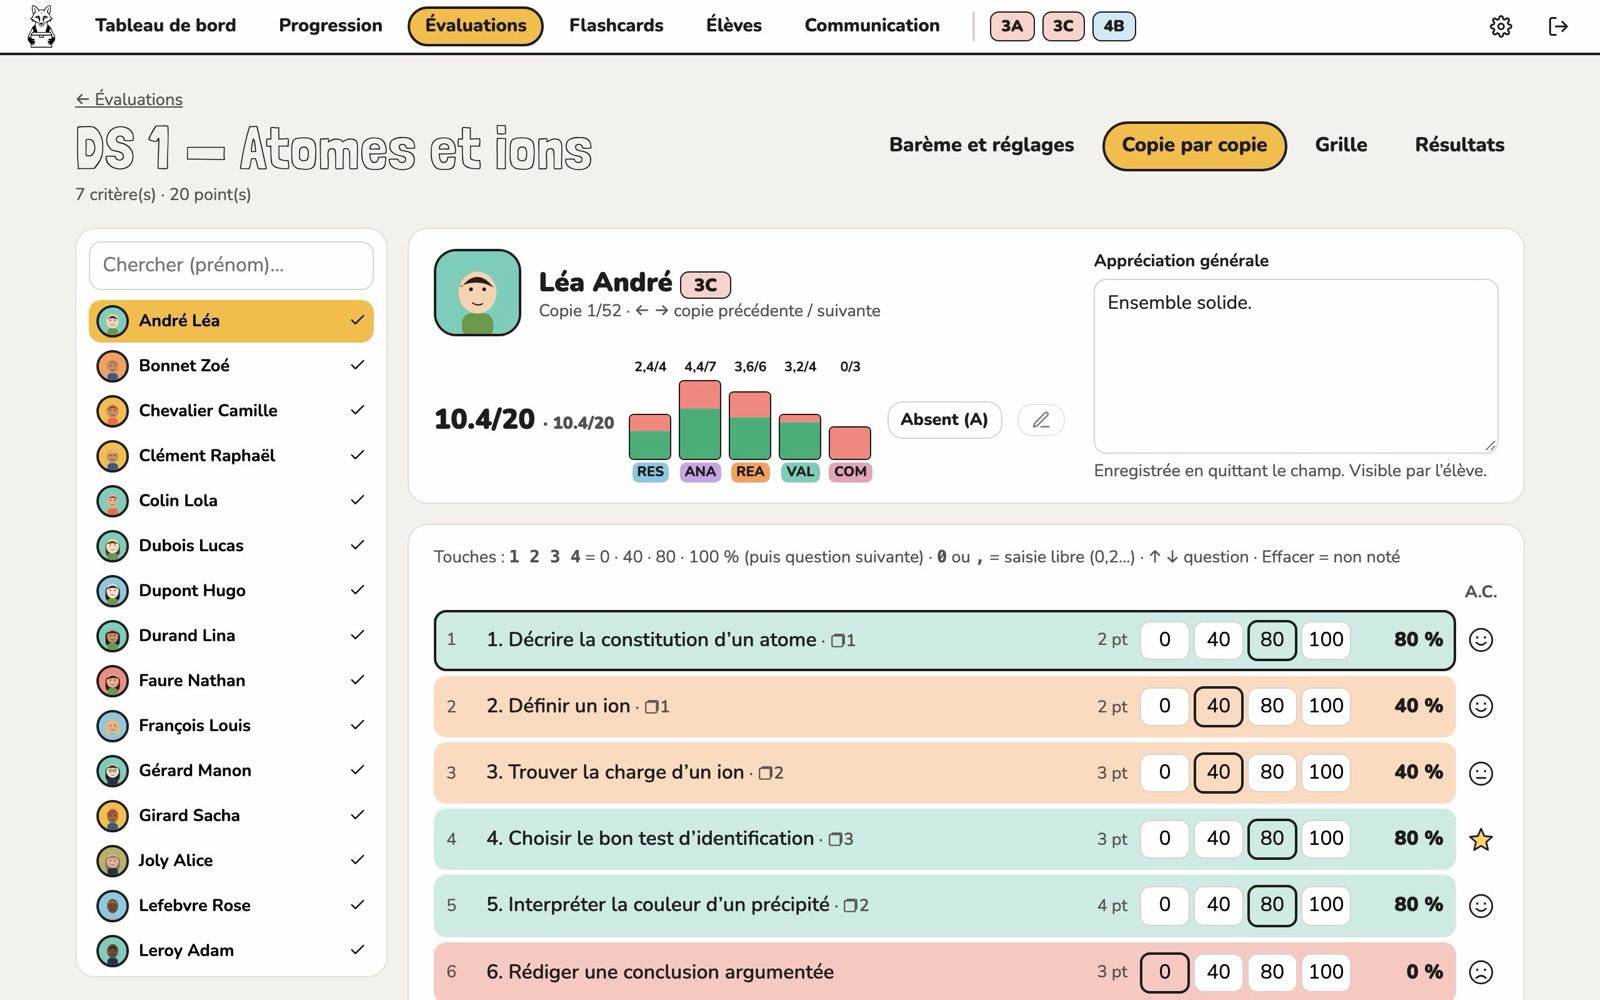 Tableau de bord Progression Évaluations Flashcards Élèves Communication 3A 3C 4B
← Évaluations
DS 1 — Atomes et ions
7 critère(s) · 20 point(s)
Barème et réglages Copie par copie Grille Résultats
Chercher (prénom)...
André Léa
Bonnet Zoé
Chevalier Camille
Clément Raphaël
Colin Lola
Dubois Lucas
Dupont Hugo
Durand Lina
Faure Nathan
François Louis
Gérard Manon
Girard Sacha
Joly Alice
Lefebvre Rose
Leroy Adam
Léa André 3C
Copie 1/52 · ← → copie précédente / suivante
2,4/4 4,4/7 3,6/6 3,2/4 0/3
10.4/20 · 10.4/20
RES ANA REA VAL COM
Absent (A)
Appréciation générale
Ensemble solide.
Enregistrée en quittant le champ. Visible par l’élève.
Touches : 1 2 3 4 = 0 · 40 · 80 · 100 % (puis question suivante) · 0 ou , = saisie libre (0,2...) · ↑ ↓ question · Effacer = non noté
A.C.
1 1. Décrire la constitution d’un atome · 1 2 pt 0 40 80 100 80 %
2 2. Définir un ion · 1 2 pt 0 40 80 100 40 %
3 3. Trouver la charge d’un ion · 2 3 pt 0 40 80 100 40 %
4 4. Choisir le bon test d’identification · 3 3 pt 0 40 80 100 80 %
5 5. Interpréter la couleur d’un précipité · 2 4 pt 0 40 80 100 80 %
6 6. Rédiger une conclusion argumentée 3 pt 0 40 80 100 0 %